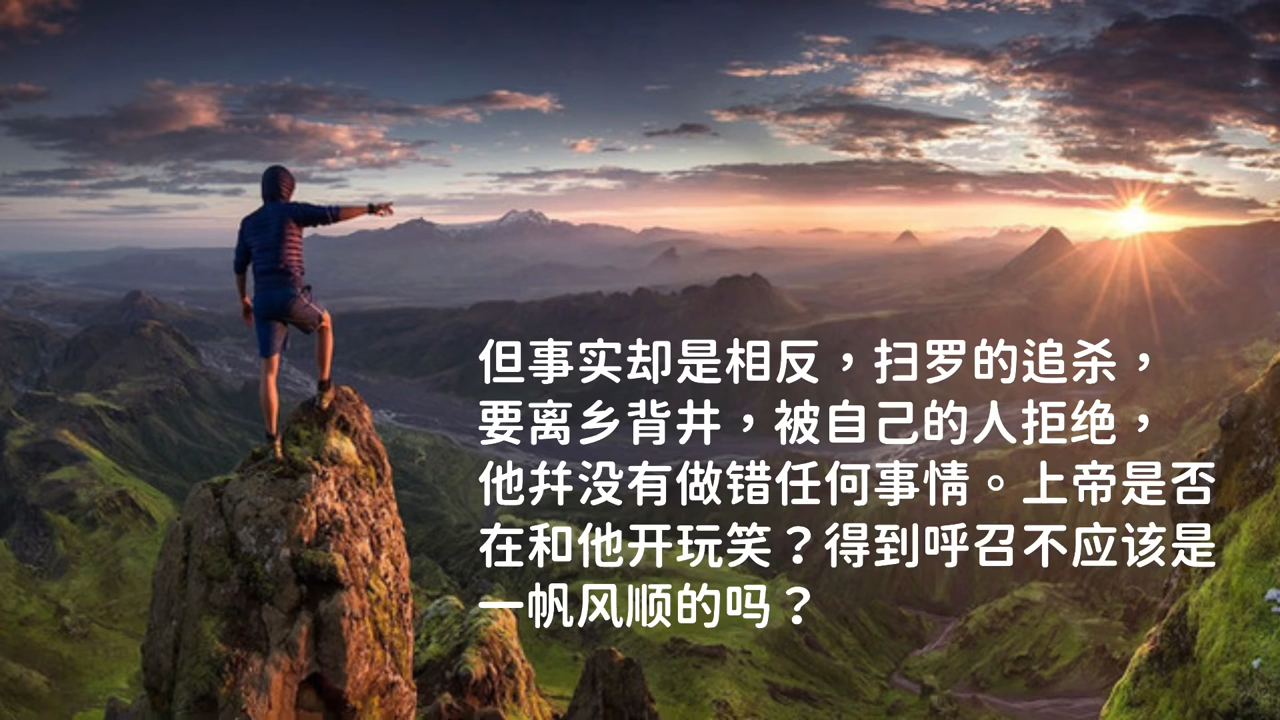 但事实却是相反，扫罗的追杀，
要离乡背井，被自己的人拒绝，
他幷没有做错任何事情。上帝是否
在和他开玩笑？得到呼召不应该是
一帆风顺的吗？